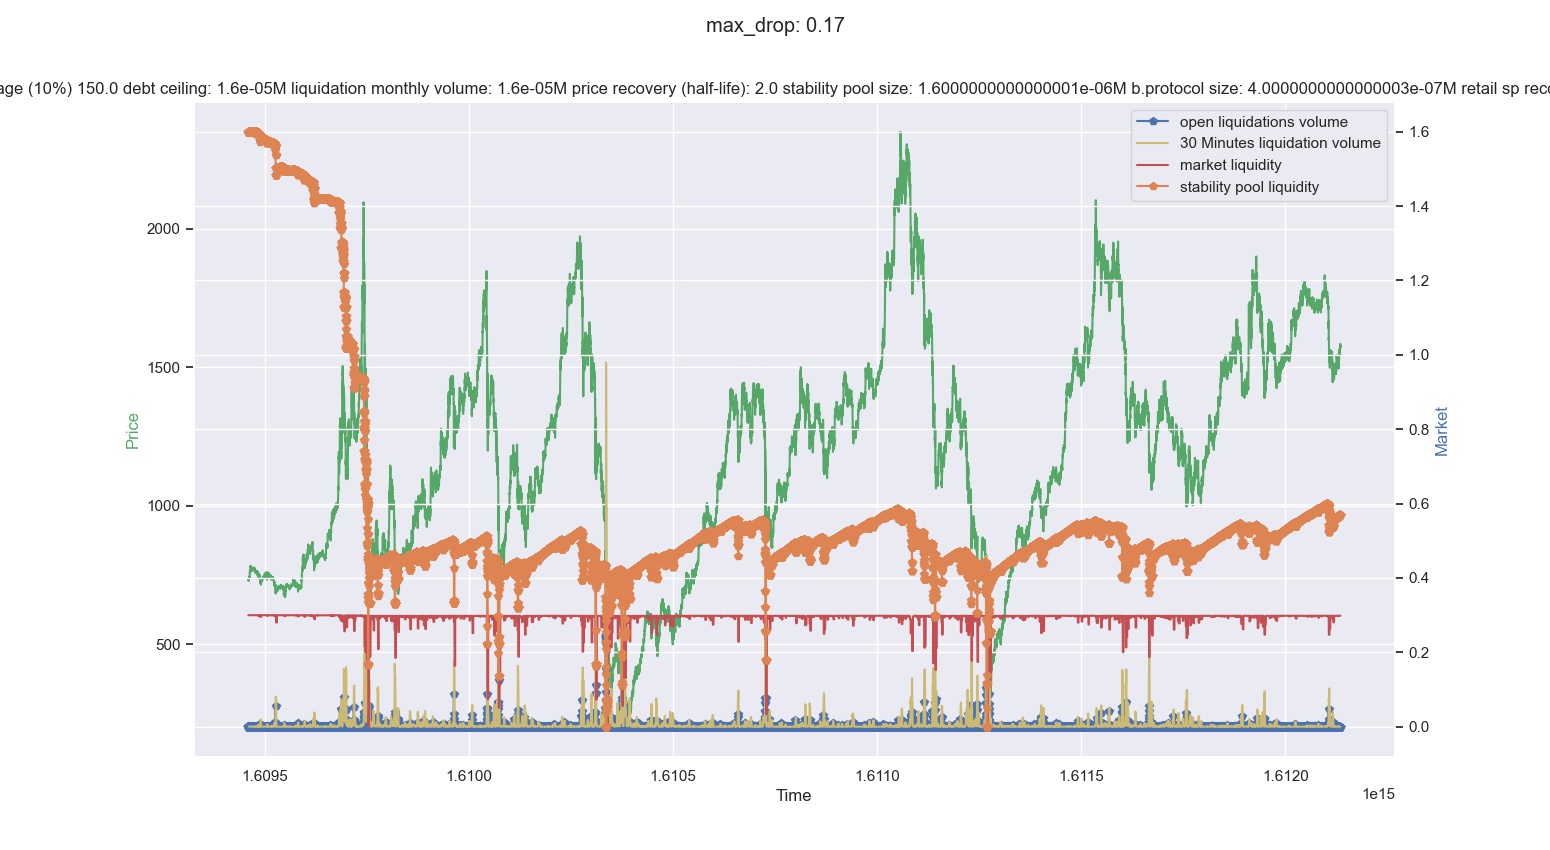 max_drop: 0.17
age (10%) 150.0 debt ceiling: 1.6e-05M liquidation monthly volume: 1.6e-05M price recovery (half-life): 2.0 stability pool size: 1.6000000000000001e-06M b.protocol size: 4.0000000000000003e-07M retail sp reco
open liquidations volume
30 Minutes liquidation volume
market liquidity
stability pool liquidity
2000
1500
1000
500
Price
1.6
1.4
1.2
1.0
0.8
0.6
0.4
0.2
0.0
Market
1.6095 1.6100 1.6105 1.6110 1.6115 1.6120
Time
1e15